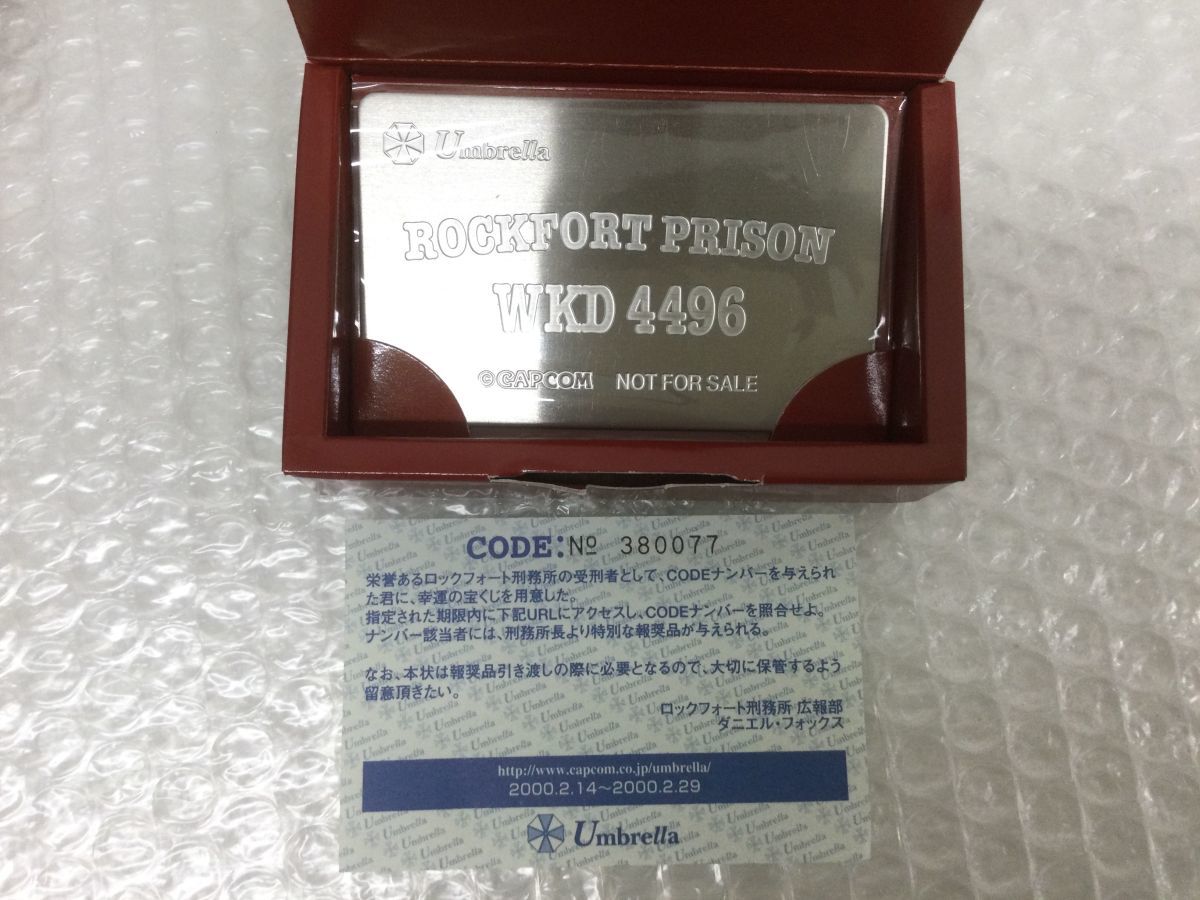 Umbrella
ROCKFORT PRISON
WKD 4496
©CAPCOM NOT FOR SALE
CODE:№ 380077
栄誉あるロックフォート刑務所の受刑者として、CODEナンバーを与えられ
た君に、幸運の宝くじを用意した。
指定された期限内に下記URLにアクセスし、CODEナンバーを照合せよ。
ナンバー該当者には、刑務所長より特別な報奨品が与えられる。
なお、本状は報奨品引き渡しの際に必要となるので、大切に保管するよう
留意頂きたい。
ロックフォート刑務所 広報部
ダニエル・フォックス
http://www.capcom.co.jp/umbrella/
2000.2.14～2000.2.29
Umbrella